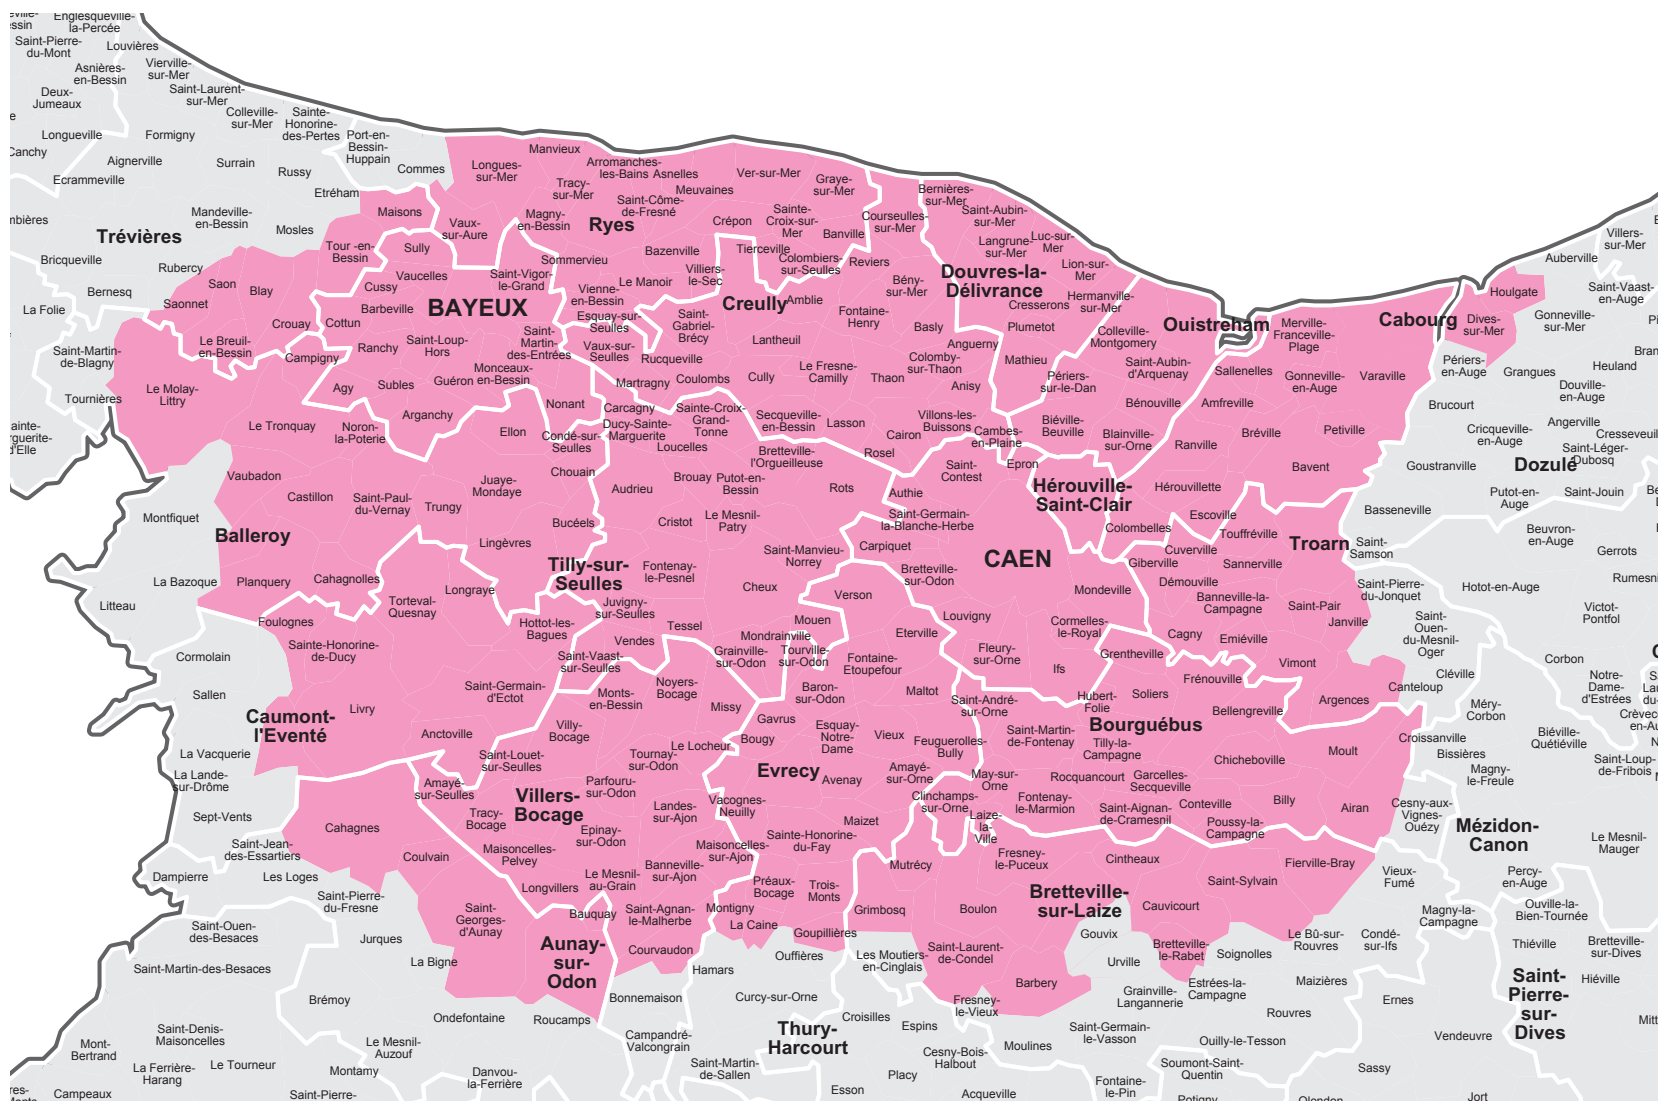 Englesqueville-
la-Percée
Saint-Pierre-
du-Mont
Louvières
Asnières-
en-Bessin
Vierville-
sur-Mer
Deux-
Jumeaux
Saint-Laurent-
sur-Mer
Colleville-
sur-Mer
Sainte-
Honorine-
des-Pertes
Longueville
Formigny
Port-en-
Bessin-
Huppain
Canchy
Aignerville
Surrain
Russy
Commes
Ecrammeville
Etréham
Mandeville-
en-Bessin
Mosles
Trévières
Bricqueville
Rubercy
Bernesq
La Folie
Saint-Martin-
de-Blagny
Tournières
Manvieux
Longues-
sur-Mer
Arromanches-
les-Bains
Asnelles
Ver-sur-Mer
Tracy-
sur-Mer
Meuvaines
Graye-
sur-Mer
Saint-Côme-
de-Fresné
Maisons
Vaux-
sur-Aure
Magny-
en-Bessin
Ryes
Crépon
Sainte-
Croix-sur-
Mer
Banville
Courseulles-
sur-Mer
Bernières-
sur-Mer
Saint-Aubin-
sur-Mer
Langrune-
sur-Mer
Luc-sur-
Mer
Lion-sur-
Mer
Tour -en-
Bessin
Sully
Sommervieu
Bazenville
Tierceville
Colombiers-
sur-Seulles
Reviers
Vaucelles
Cussy
Saint-Vigor-
le-Grand
Le Manoir
Villiers-
le-Sec
Bény-
sur-Mer
Douvres-la-
Délivrance
Cresserons
Hermanville-
sur-Mer
Saon
Blay
Saonnet
Barbeville
BAYEUX
Vienne-
en-Bessin
Esquay-sur-
Seulles
Creully
Amblie
Fontaine-
Henry
Basly
Plumetot
Colleville-
Montgomery
Ouistreham
Merville-
Franceville-
Plage
Cabourg
Houlgate
Dives-
sur-Mer
Auberville
Villers-
sur-Mer
Saint-Vaast-
en-Auge
Gonneville-
sur-Mer
Crouay
Cottun
Le Breuil-
en-Bessin
Campigny
Ranchy
Saint-Loup-
Hors
Saint-
Martin-
des-Entrées
Vaux-sur-
Seulles
Saint-
Gabriel-
Brécy
Lantheuil
Rucqueville
Anguerny
Colomby-
sur-Thaon
Mathieu
Saint-Aubin-
d'Arquenay
Sallenelles
Gonneville-
en-Auge
Varaville
Périers-
en-Auge
Grangues
Heuland
Monceaux-
en-Bessin
Guéron
Subles
Agy
Martragny
Coulombs
Cully
Le Fresne-
Camilly
Thaon
Anisy
Périers-
sur-le-Dan
Bénouville
Amfreville
Douville-
en-Auge
Brucourt
Le Molay-
Littry
Nonant
Carcagny
Sainte-Croix-
Grand-
Tonne
Secqueville-
en-Bessin
Lasson
Villons-les-
Buissons
Cairon
Cambes-
en-Plaine
Biéville-
Beuville
Blainville-
sur-Orne
Ranville
Bréville
Petiville
Cricqueville-
en-Auge
Angerville
Saint-Léger-
Dubosq
Dozulé
Goustranville
Le Tronquay
Noron-
la-Poterie
Arganchy
Ellon
Condé-sur-
Seulles
Ducy-Sainte-
Marguerite
Loucelles
Bretteville-
l'Orgueilleuse
Rosel
Saint-
Contest
Epron
Bavent
Vaubadon
Castillon
Saint-Paul-
du-Vernay
Trungy
Juaye-
Mondaye
Chouain
Audrieu
Brouay
Putot-en-
Bessin
Rots
Authie
Hérouville-
Saint-Clair
Hérouvillette
Putot-en-
Auge
Saint-Jouin
Basseneville
Montfiquet
Balleroy
Bucéels
Lingèvres
Cristot
Le Mesnil-
Patry
Saint-Germain-
la-Blanche-Herbe
Carpiquet
Colombelles
Escoville
Touffréville
Troarn
Saint-
Samson
Beuvron-
en-Auge
Gerrots
Tilly-sur-
Seulles
Fontenay-
le-Pesnel
Saint-Manvieu-
Norrey
CAEN
Giberville
Cuverville
Sannerville
La Bazoque
Planquery
Cahagnolles
Longraye
Torteval-
Quesnay
Cheux
Verson
Bretteville-
sur-Odon
Mondeville
Démouville
Banneville-la-
Campagne
Saint-Pair
Janville
Saint-Pierre-
du-Jonquet
Hotot-en-Auge
Victot-
Pontfol
Litteau
Foulognes
Hottot-les-
Bagues
Juvigny-
sur-Seulles
Tessel
Vendes
Mouen
Mondrainville
Louvigny
Eterville
Cormelles-
le-Royal
Cagny
Emiéville
Saint-
Ouen-
du-Mesnil-
Oger
Cormolain
Sainte-Honorine-
de-Ducy
Saint-Vaast-
sur-Seulles
Grainville-
sur-Odon
Tourville-
sur-Odon
Fontaine-
Etoupefour
Fleury-
sur-Orne
Ifs
Grentheville
Frénouville
Vimont
Corbon
Cléville
Sallen
Saint-Germain-
d'Ectot
Livry
Monts-
en-Bessin
Noyers-
Bocage
Missy
Baron-
sur-Odon
Maltot
Saint-André-
sur-Orne
Hubert-
Folie
Soliers
Bellengreville
Argences
Canteloup
Notre-
Dame-
d'Estrées
Méry-
Corbon
Caumont-
l'Eventé
Anctoville
Villy-
Bocage
Gavrus
Bougy
Esquay-
Notre-
Dame
Vieux
Feuguerolles-
Bully
Saint-Martin-
de-Fontenay
Bourguébus
Tilly-la-
Campagne
Chicheboville
Moult
Croissanville
Bissières
Biéville-
Quétiéville
Saint-Loup-
de-Fribois
La Vacquerie
La Lande-
sur-Drôme
Saint-Louet-
sur-Seulles
Tournay-
sur-Odon
Le Locheur
Evrecy
Avenay
Amayé-
sur-Orne
May-sur-
Orne
Rocquancourt
Garcelles-
Secqueville
Magny-
le-Freule
Amayé-
sur-Seulles
Parfouru-
sur-Odon
Villers-
Bocage
Landes-
sur-Ajon
Vacognes-
Neuilly
Clinchamps-
sur-Orne
Fontenay-
le-Marmion
Saint-Aignan-
de-Cramesnil
Conteville
Billy
Airan
Cesny-aux-
Vignes-
Ouézy
Sept-Vents
Cahagnes
Tracy-
Bocage
Epinay-
sur-Odon
Maizet
Laize-
la-
Ville
Poussy-la-
Campagne
Mézidon-
Canon
Le Mesnil-
Mauger
Saint-Jean-
des-Essartiers
Coulvain
Maisoncelles-
Pelvey
Maisoncelles-
sur-Ajon
Sainte-Honorine-
du-Fay
Mutrécy
Fresney-
le-Puceux
Cintheaux
Fierville-Bray
Dampierre
Les Loges
Longvillers
Le Mesnil-
au-Grain
Banneville-
sur-Ajon
Préaux-
Bocage
Trois-
Monts
Bretteville-
sur-Laize
Saint-Sylvain
Vieux-
Fumé
Percy-
en-Auge
Saint-Pierre-
du-Fresne
Saint-
Georges-
d'Aunay
Bauquay
Saint-Agnan-
le-Malherbe
Montigny
La Caine
Grimbosq
Boulon
Cauvicourt
Magny-la-
Campagne
Ouville-la-
Bien-Tournée
Saint-Ouen-
des-Besaces
Jurques
Aunay-
sur-
Odon
Courvaudon
Goupillières
Gouvix
Le Bû-sur-
Rouvres
Condé-
sur-Ifs
Thiéville
Bretteville-
sur-Dives
Saint-Martin-des-Besaces
La Bigne
Hamars
Ouffières
Les Moutiers-
en-Cinglais
Saint-Laurent-
de-Condel
Urville
Bretteville-
le-Rabet
Soignolles
Brémoy
Bonnemaison
Curcy-sur-Orne
Barbery
Fresney-
le-Vieux
Grainville-
Langannerie
Estrées-la-
Campagne
Maizières
Ernes
Saint-
Pierre-
sur-
Dives
Hiéville
Ondefontaine
Roucamps
Thury-
Harcourt
Croisilles
Espins
Rouvres
Saint-Denis-
Maisoncelles
Mont-
Bertrand
Le Mesnil-
Auzouf
Campandré-
Valcongrain
Moulines
Saint-Germain-
le-Vasson
Ouilly-le-Tesson
Vendeuvre
La Ferrière-
Harang
Le Tourneur
Montamy
Danvou-
la-Ferrière
Saint-Martin-
de-Sallen
Cesny-Bois-
Halbout
Placy
Soumont-Saint-
Quentin
Sassy
Campeaux
Saint-Pierre-
Esson
Acqueville
Fontaine-
le-Pin
Potigny
Olendon
Jort